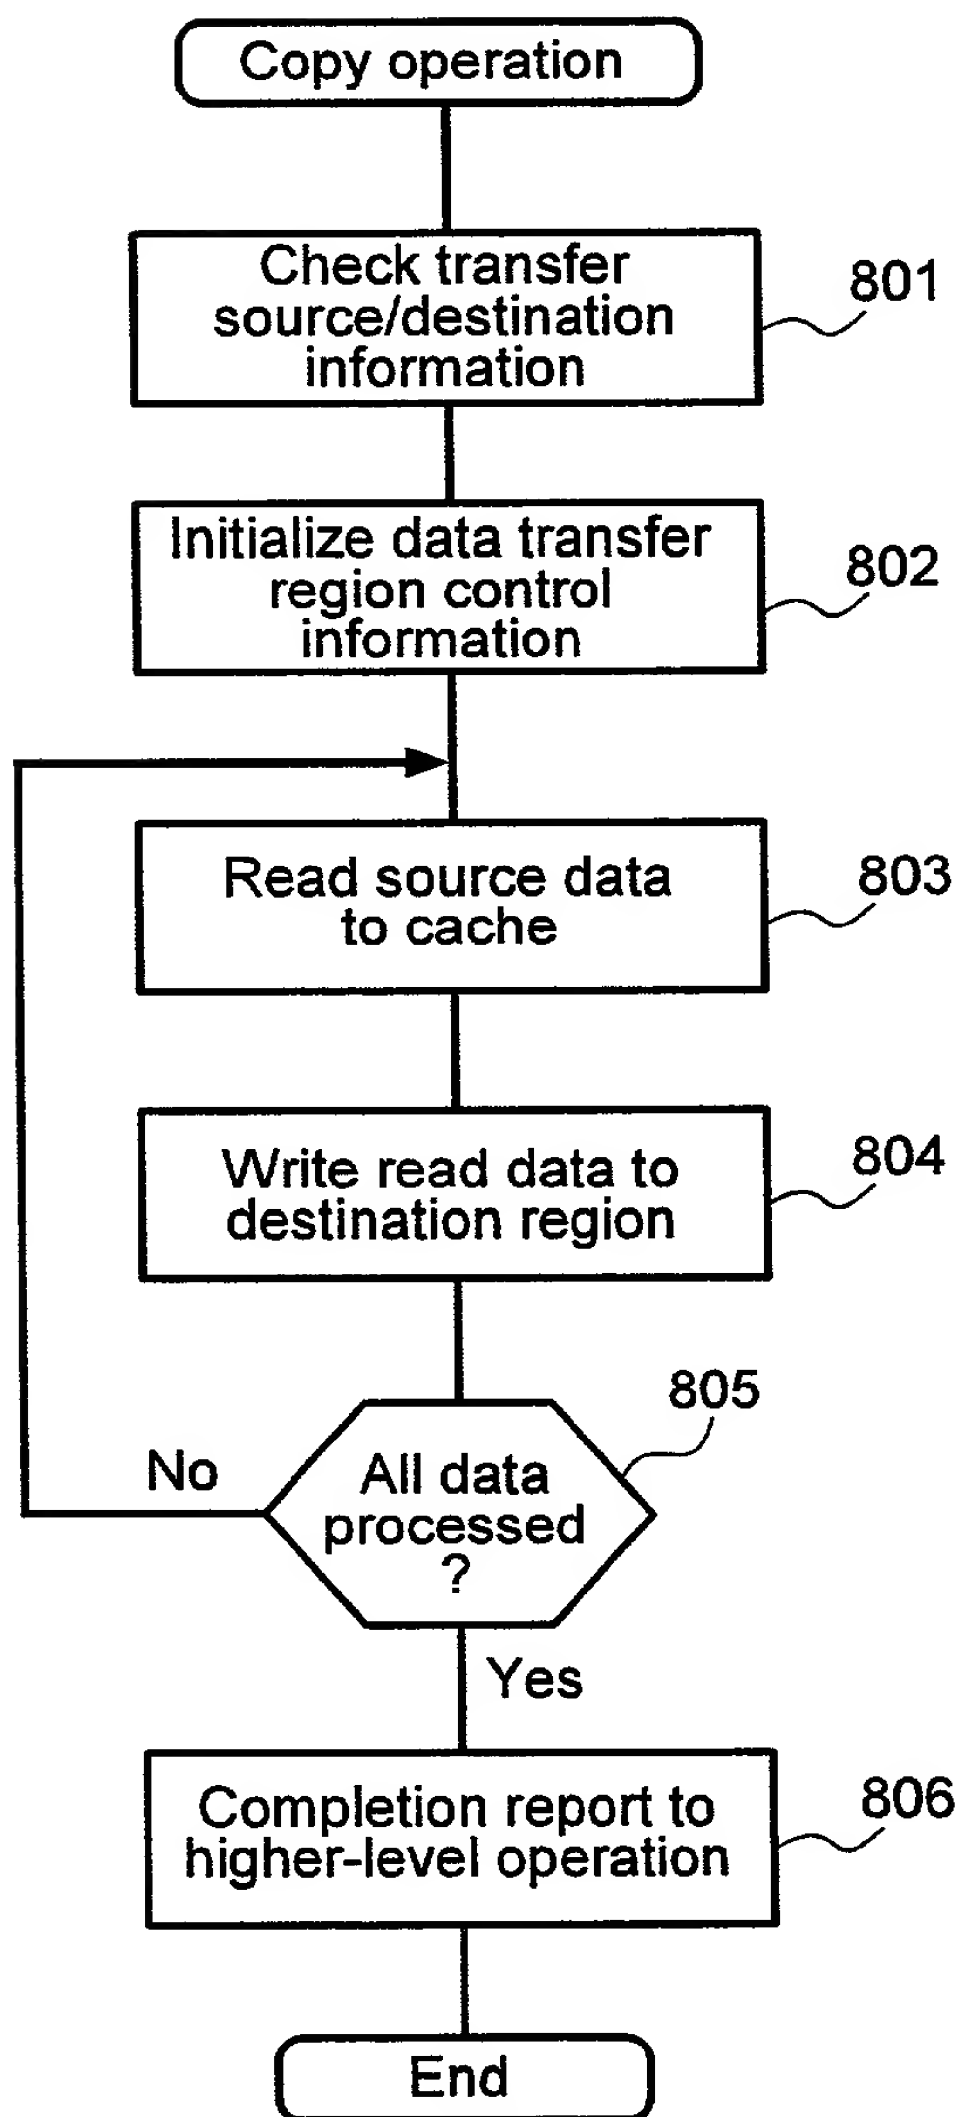 Copy operation
Check transfer
source/destination
information
801
Initialize data transfer
region control
information
802
Read source data
to cache
803
Write read data to
destination region
804
805
No
All data
processed
?
Yes
Completion report to
higher-level operation
806
End